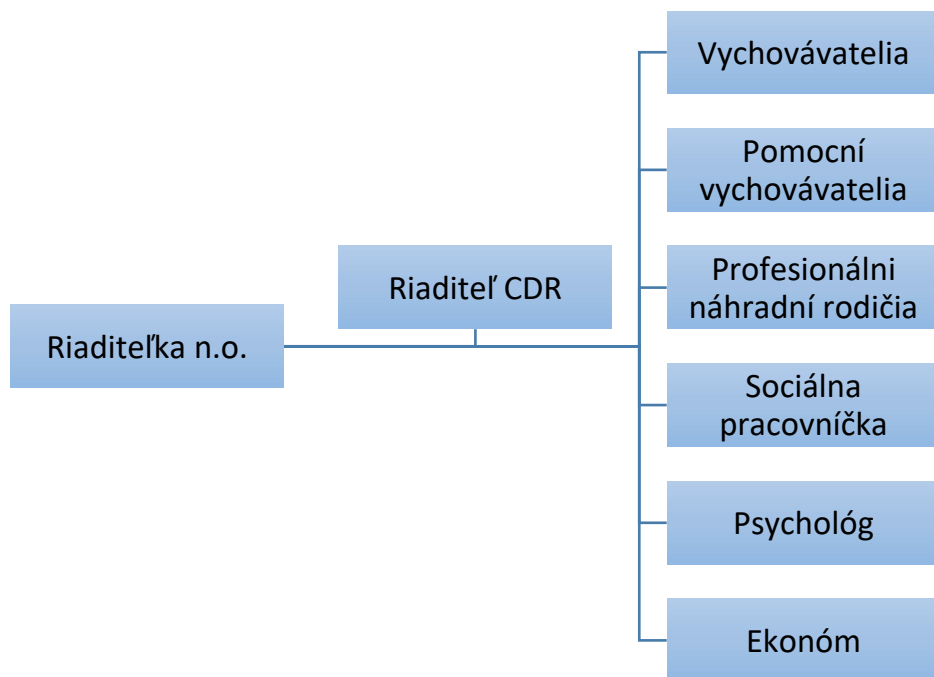 Vychovávatelia
Pomocní
vychovávatelia
Profesionálni
náhradní rodičia
Riaditeľ CDR
Riaditeľka n.o.
Sociálna
pracovníčka
Psychológ
Ekonóm